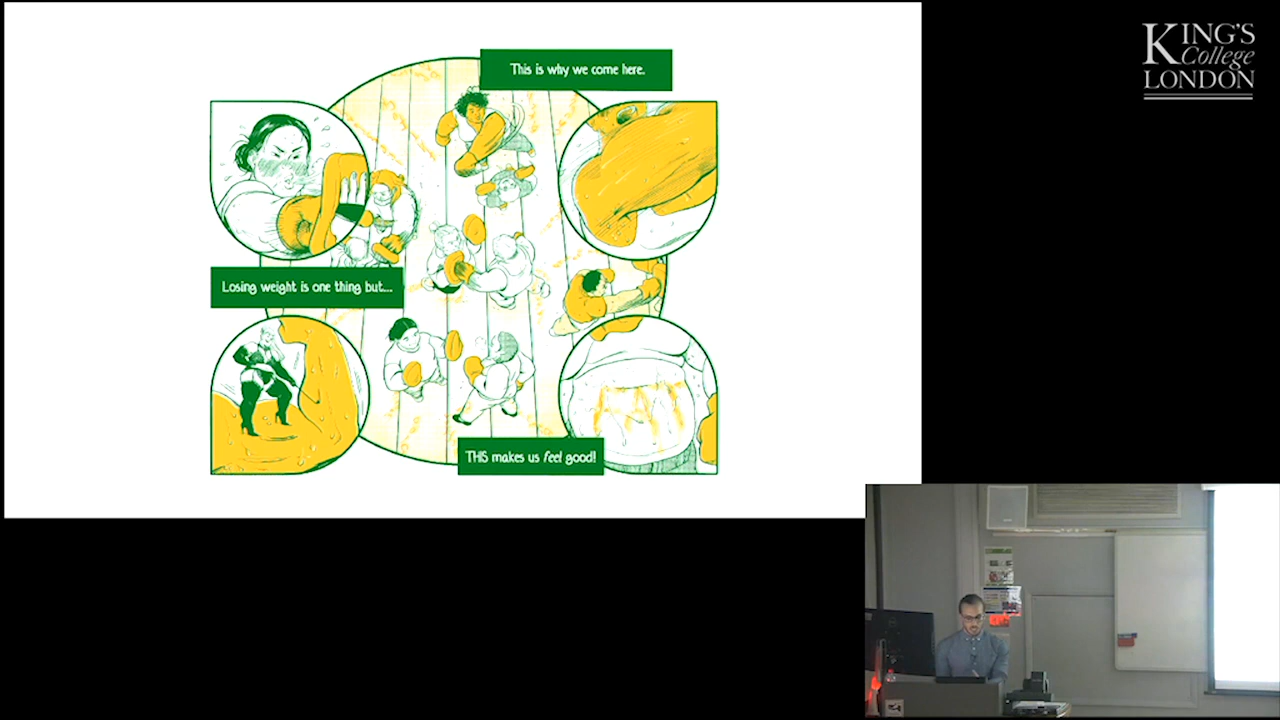 This is why we come here.
Losing weight is one thing but...
THIS makes us feel good!
KING'S
College
LONDON